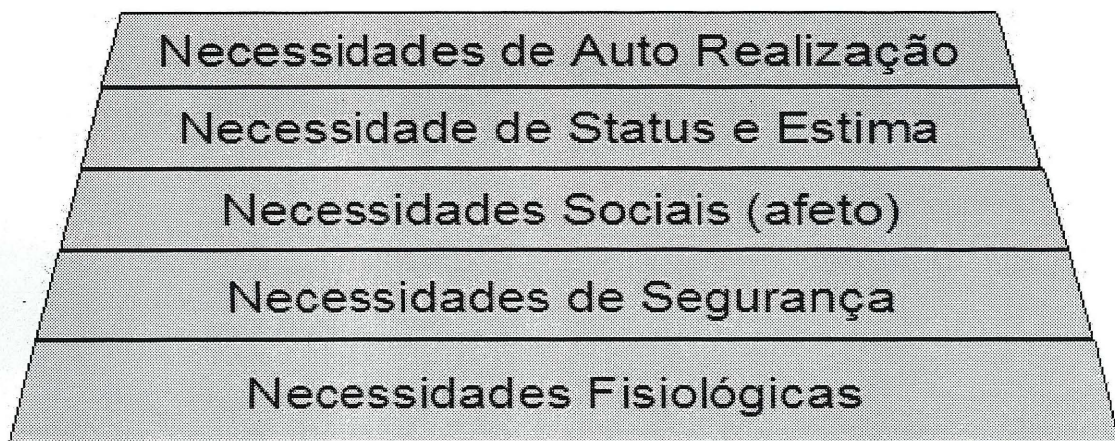 Necessidades de Auto Realização
Necessidade de Status e Estima
Necessidades Sociais (afeto)
Necessidades de Segurança
Necessidades Fisiológicas